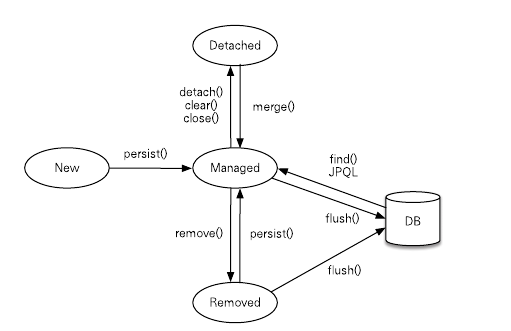 Detached
detach()
clear()
close()
merge()
persist()
New
Managed
find()
JPQL
flush()
DB
remove()
persist()
flush()
Removed